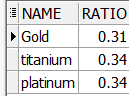 NAME RATIO
Gold 0.31
titanium 0.34
platinum 0.34